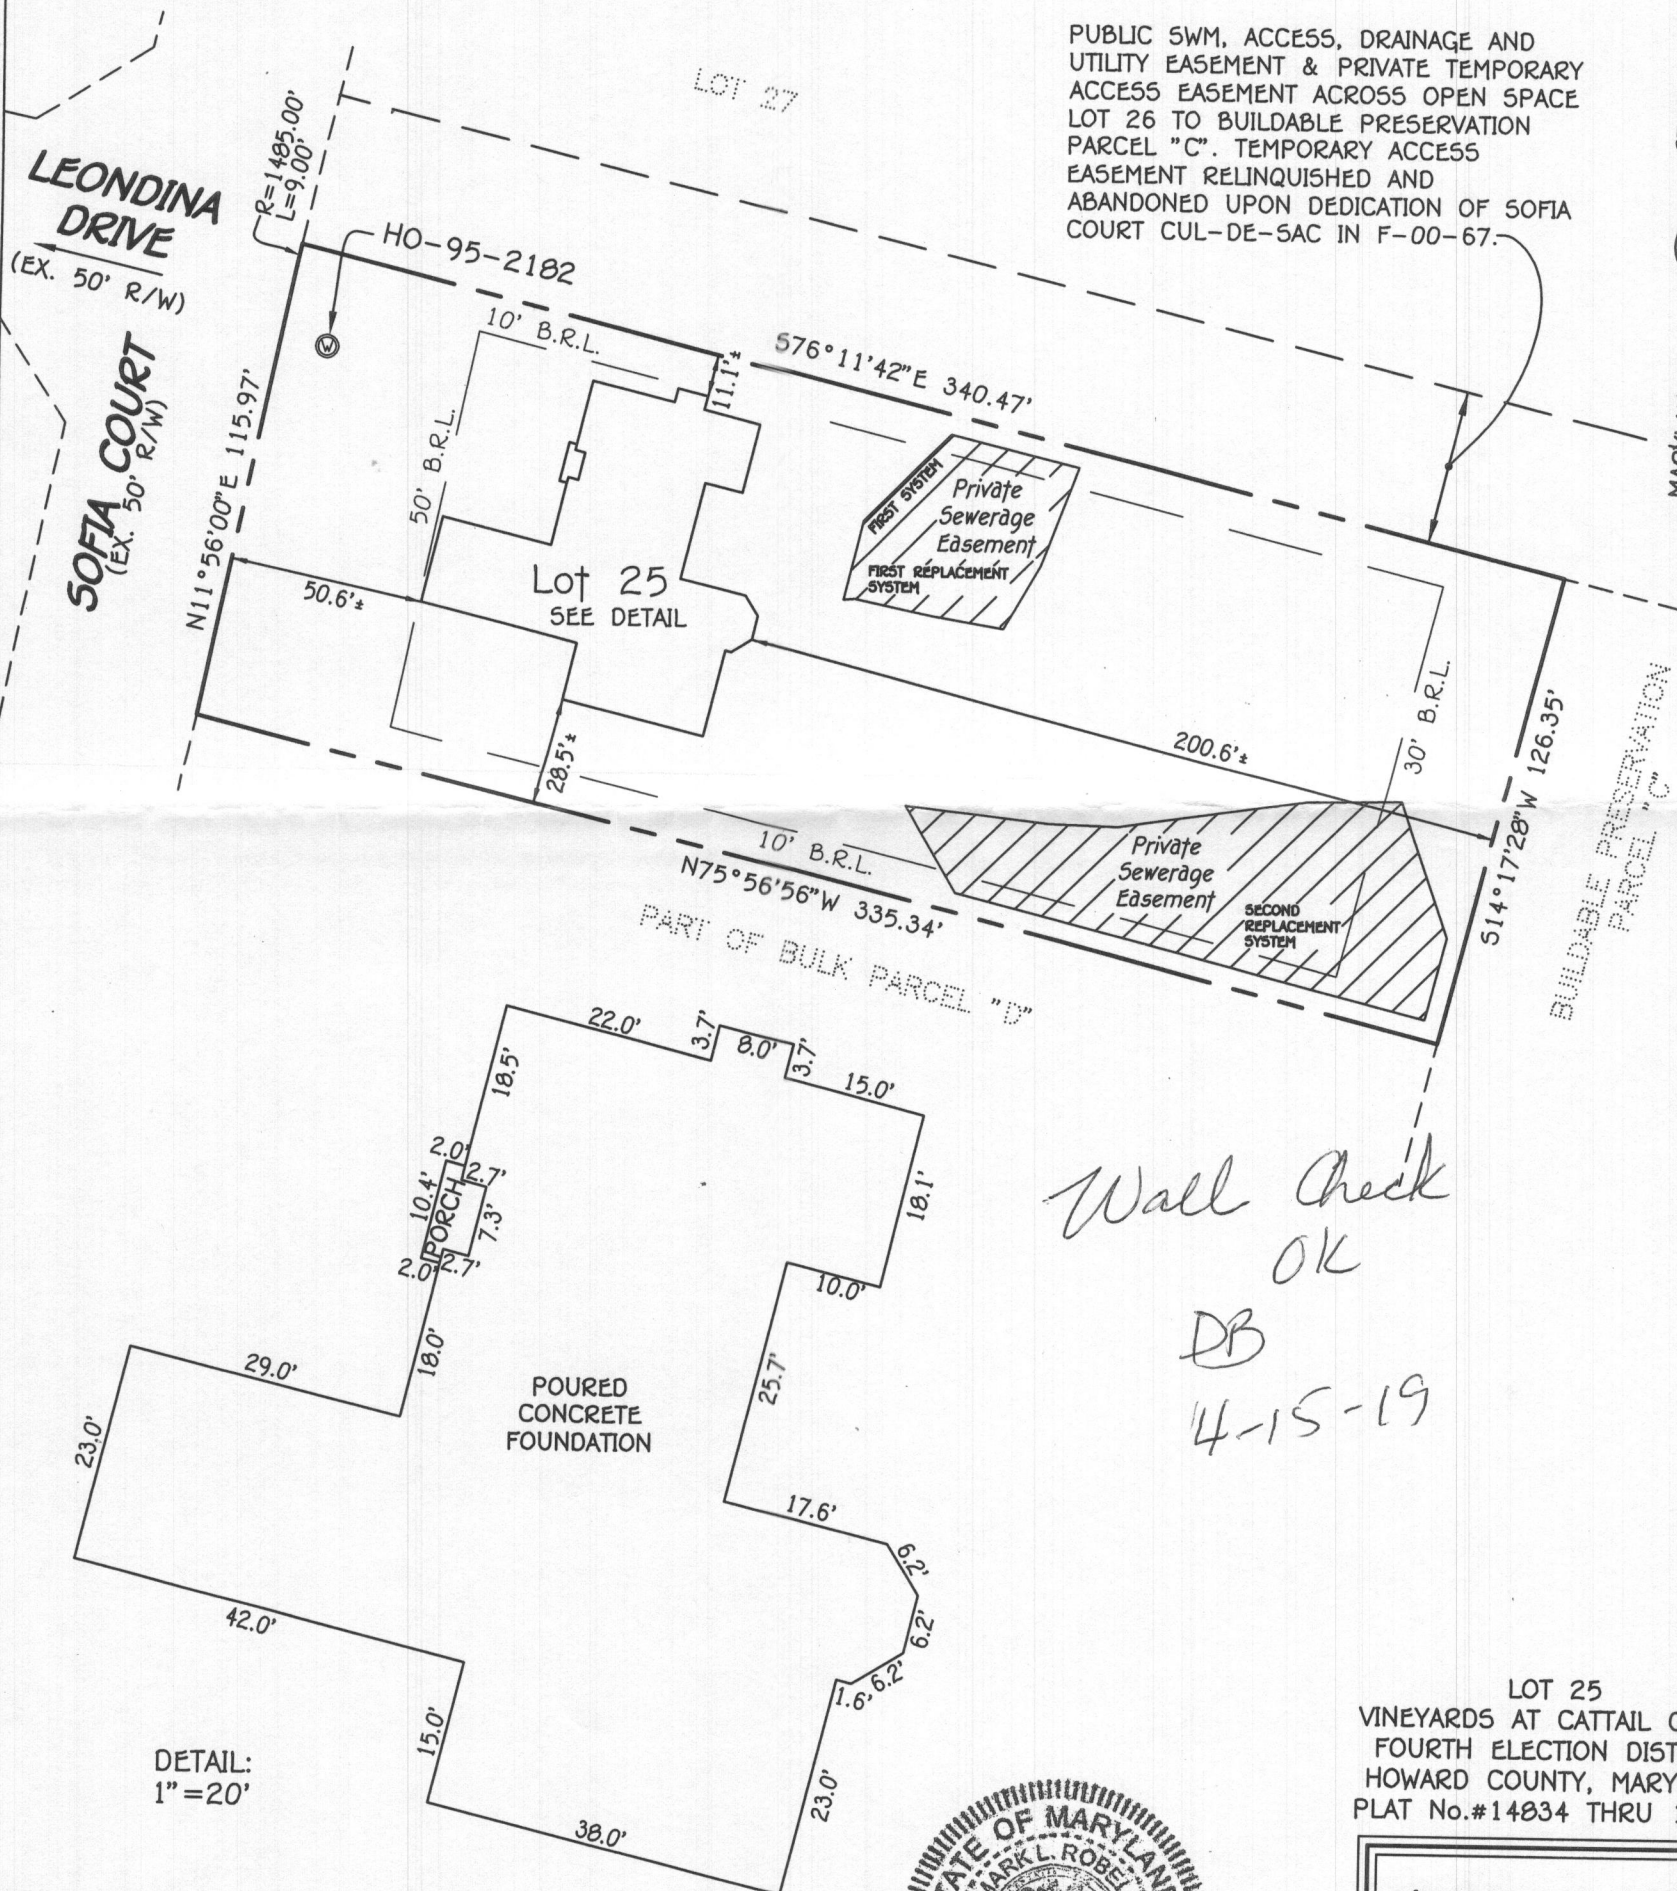 PUBLIC SWM, ACCESS, DRAINAGE AND
UTILITY EASEMENT & PRIVATE TEMPORARY
ACCESS EASEMENT ACROSS OPEN SPACE
LOT 26 TO BUILDABLE PRESERVATION
PARCEL "C". TEMPORARY ACCESS
EASEMENT RELINQUISHED AND
ABANDONED UPON DEDICATION OF SOFIA
COURT CUL-DE-SAC IN F-00-67.
LOT 27
R=1485.00'
L=9.00'
LEONDINA
DRIVE
(EX. 50' R/W)
SOFIA COURT
(EX. 50' R/W)
HO-95-2182
W
10' B.R.L.
11.1'±
S76°11'42"E 340.47'
N11°56'00"E 115.97'
50' B.R.L.
50.6'±
Lot 25
SEE DETAIL
FIRST SYSTEM
Private
Sewerage
Easement
FIRST REPLACEMENT
SYSTEM
28.5'±
200.6'±
30' B.R.L.
S14°17'28"W 126.35'
BUILDABLE PRESERVATION
PARCEL "C"
10' B.R.L.
N75°56'56"W 335.34'
Private
Sewerage
Easement
SECOND
REPLACEMENT
SYSTEM
PART OF BULK PARCEL "D"
22.0'
3.7'
8.0'
3.7'
15.0'
18.5'
2.0'
2.7'
10.4'
PORCH
7.3'
2.0'
2.7'
18.1'
10.0'
18.0'
29.0'
25.7'
23.0'
POURED
CONCRETE
FOUNDATION
17.6'
6.2'
6.2'
6.2'
1.6'
42.0'
15.0'
23.0'
38.0'
DETAIL:
1"=20'
Wall Check
OK
DB
4-15-19
LOT 25
VINEYARDS AT CATTAIL
FOURTH ELECTION DIST
HOWARD COUNTY, MARY
PLAT No.#14834 THRU
STATE OF MARYLAND
MARK L. ROBE